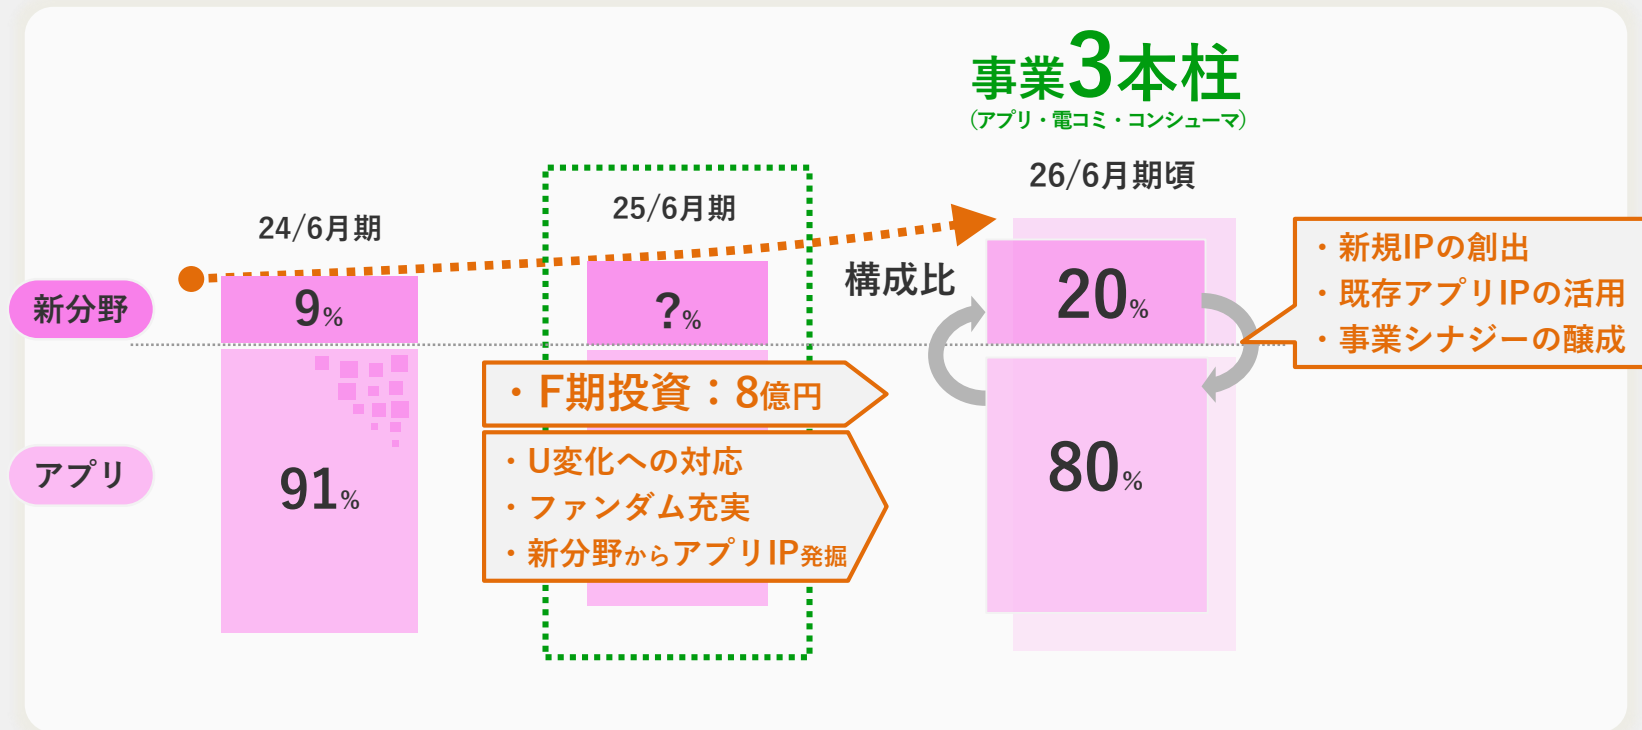 事業3本柱
（アプリ・電コミ・コンシューマ）
24/6月期
25/6月期
26/6月期頃
新分野
9%
?%
構成比
20%
・新規IPの創出
・既存アプリIPの活用
・事業シナジーの醸成
アプリ
91%
・F期投資：8億円
・U変化への対応
・ファンダム充実
・新分野からアプリIP発掘
80%